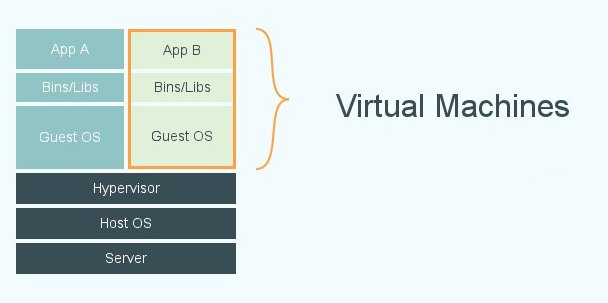 App A
App B
Bins/Libs
Bins/Libs
Guest OS
Guest OS
Virtual Machines
Hypervisor
Host OS
Server